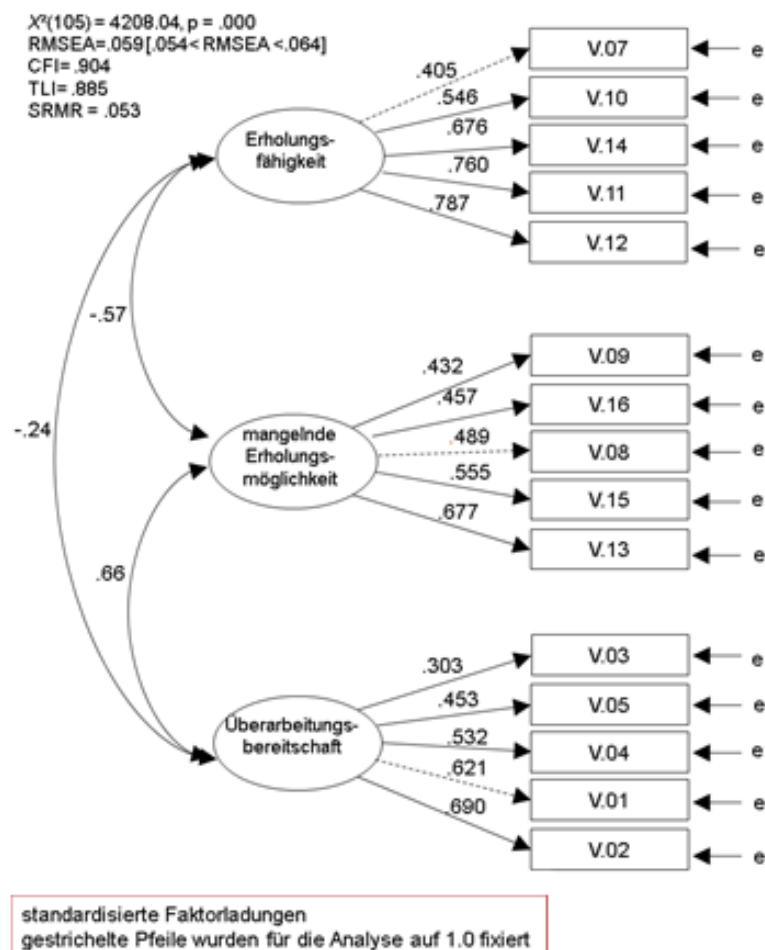 X²(105) = 4208.04, p = .000
RMSEA=.059 [.054< RMSEA <.064]
CFI= .904
TLI= .885
SRMR = .053
Erholungs-
fähigkeit
.405
.546
.676
.760
.787
V.07
e
V.10
e
V.14
e
V.11
e
V.12
e
-.57
-.24
.66
mangelnde
Erholungs-
möglichkeit
.432
.457
.489
.555
.677
V.09
e
V.16
e
V.08
e
V.15
e
V.13
e
Überarbeitungs-
bereitschaft
.303
.453
.532
.621
.690
V.03
e
V.05
e
V.04
e
V.01
e
V.02
e
standardisierte Faktorladungen
gestrichelte Pfeile wurden für die Analyse auf 1.0 fixiert